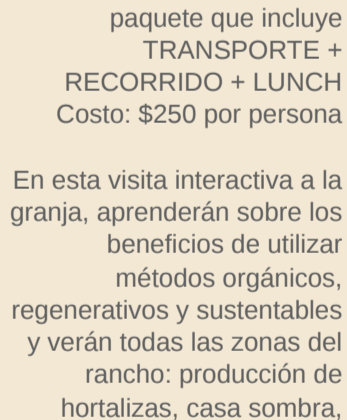 paquete que incluye
TRANSPORTE +
RECORRIDO + LUNCH
Costo: $250 por persona
En esta visita interactiva a la
granja, aprenderán sobre los
beneficios de utilizar
métodos orgánicos,
regenerativos y sustentables
y verán todas las zonas del
rancho: producción de
hortalizas, casa sombra,